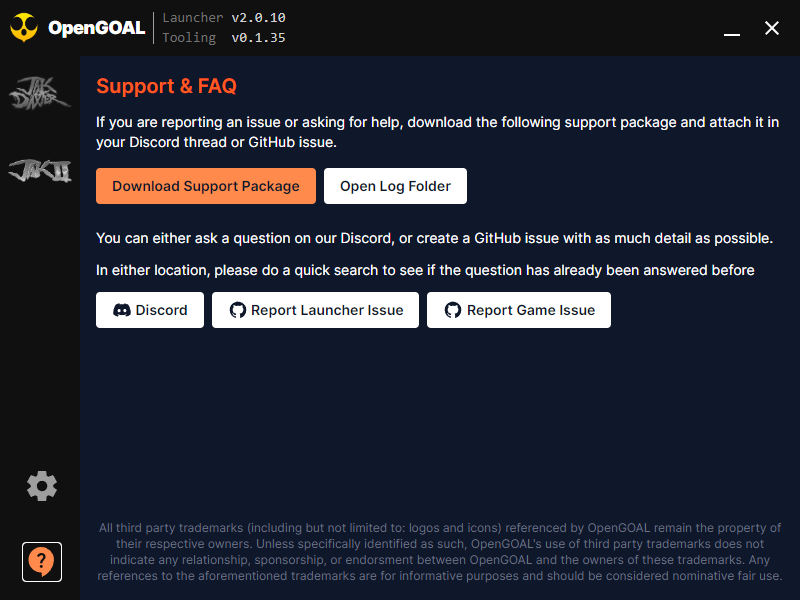 OpenGOAL
Launcher v2.0.10
Tooling v0.1.35
JAK DAXTER
JAK II
Support & FAQ
If you are reporting an issue or asking for help, download the following support package and attach it in
your Discord thread or GitHub issue.
Download Support Package
Open Log Folder
You can either ask a question on our Discord, or create a GitHub issue with as much detail as possible.
In either location, please do a quick search to see if the question has already been answered before
Discord
Report Launcher Issue
Report Game Issue
?
All third party trademarks (including but not limited to: logos and icons) referenced by OpenGOAL remain the property of
their respective owners. Unless specifically identified as such, OpenGOAL's use of third party trademarks does not
indicate any relationship, sponsorship, or endorsment between OpenGOAL and the owners of these trademarks. Any
references to the aforementioned trademarks are for informative purposes and should be considered nominative fair use.